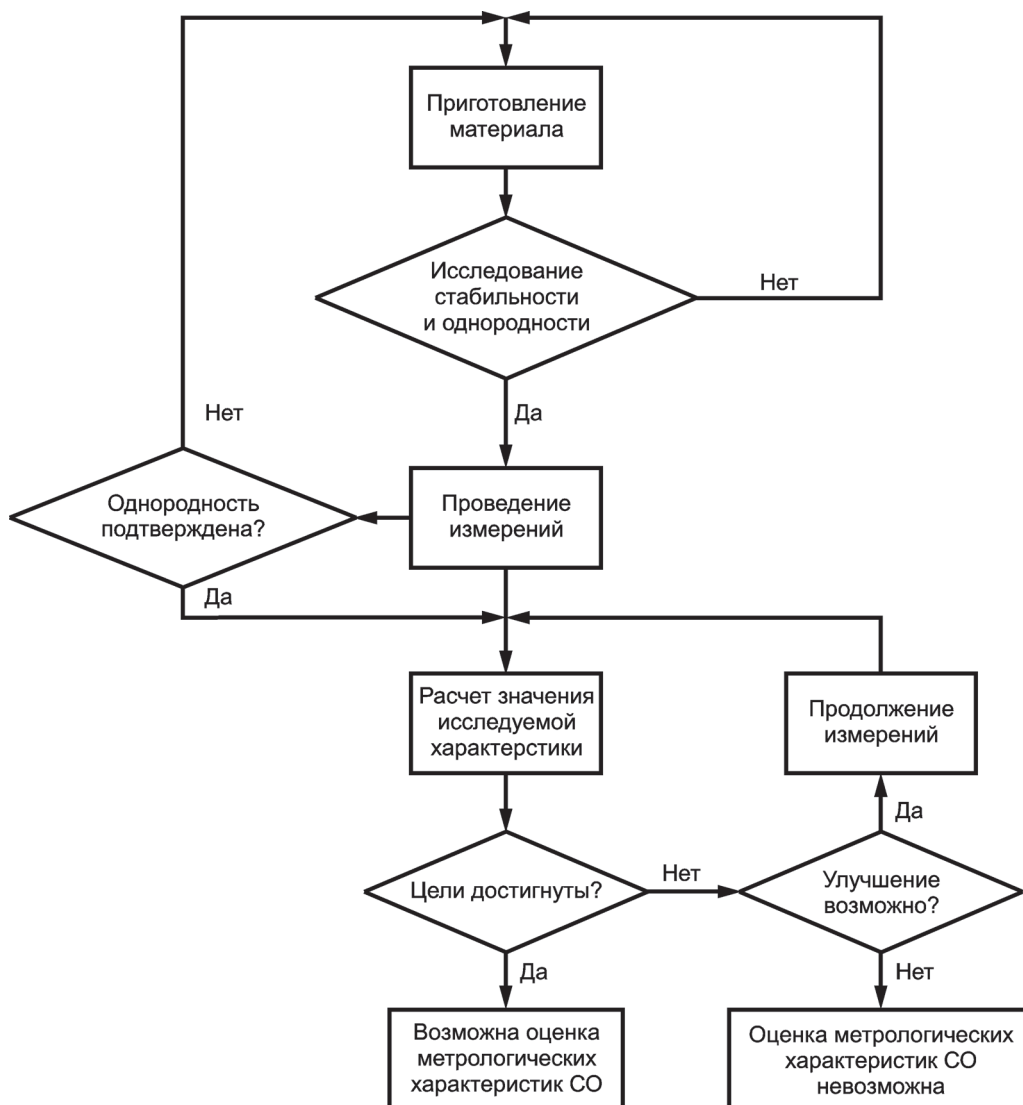 Приготовление
материала
Исследование
стабильности
и однородности
Нет
Да
Нет
Однородность
подтверждена?
Проведение
измерений
Да
Расчет значения
исследуемой
характерстики
Продолжение
измерений
Да
Цели достигнуты?
Нет
Улучшение
возможно?
Да
Нет
Возможна оценка
метрологических
характеристик СО
Оценка метрологических
характеристик СО
невозможна